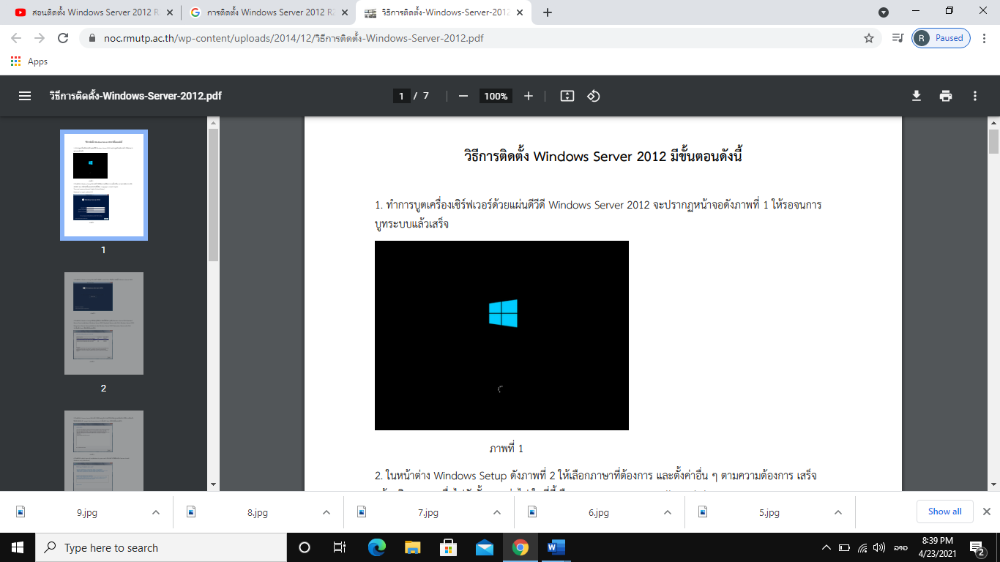 สอนติดตั้ง Windows Server 2012 R
การติดตั้ง Windows Server 2012 R2
วิธีการติดตั้ง-Windows-Server-2012
noc.rmutp.ac.th/wp-content/uploads/2014/12/วิธีการติดตั้ง-Windows-Server-2012.pdf
R Paused
Apps
วิธีการติดตั้ง-Windows-Server-2012.pdf
1 / 7
100%
วิธีการติดตั้ง Windows Server 2012 มีขั้นตอนดังนี้
1. ทำการบูตเครื่องเซิร์ฟเวอร์ด้วยแผ่นดีวีดี Windows Server 2012 จะปรากฏหน้าจอดังภาพที่ 1 ให้รอจนการ
บูทระบบแล้วเสร็จ
ภาพที่ 1
2. ในหน้าต่าง Windows Setup ดังภาพที่ 2 ให้เลือกภาษาที่ต้องการ และตั้งค่าอื่น ๆ ตามความต้องการ เสร็จ
1
2
9.jpg
8.jpg
7.jpg
6.jpg
5.jpg
Show all
Type here to search
ລາວ
8:39 PM
4/23/2021
2